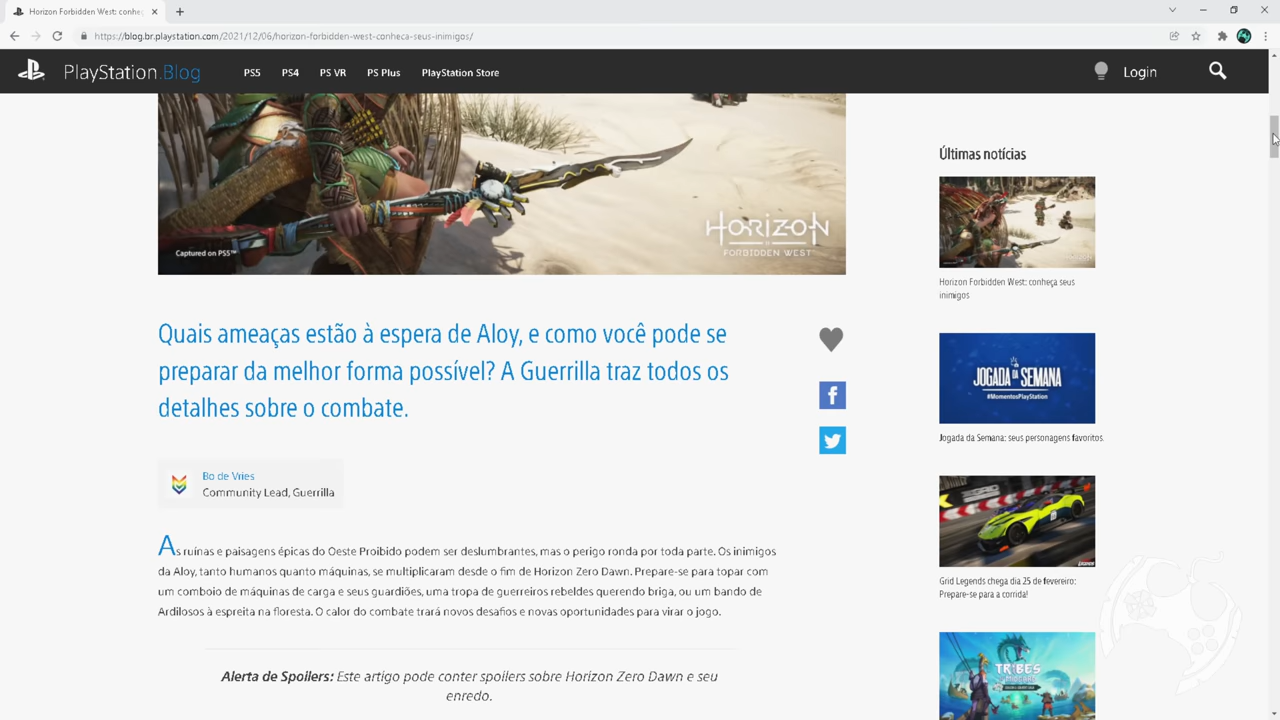 Horizon Forbidden West: conheç
https://blog.br.playstation.com/2021/12/06/horizon-forbidden-west-conheca-seus-inimigos/
PlayStation.Blog PS5 PS4 PS VR PS Plus PlayStation Store Login
Captured on PS5™
HORIZON
FORBIDDEN WEST
Quais ameaças estão à espera de Aloy, e como você pode se
preparar da melhor forma possível? A Guerrilla traz todos os
detalhes sobre o combate.
Bo de Vries
Community Lead, Guerrilla
As ruínas e paisagens épicas do Oeste Proibido podem ser deslumbrantes, mas o perigo ronda por toda parte. Os inimigos
da Aloy, tanto humanos quanto máquinas, se multiplicaram desde o fim de Horizon Zero Dawn. Prepare-se para topar com
um comboio de máquinas de carga e seus guardiões, uma tropa de guerreiros rebeldes querendo briga, ou um bando de
Ardilosos à espreita na floresta. O calor do combate trará novos desafios e novas oportunidades para virar o jogo.
Alerta de Spoilers: Este artigo pode conter spoilers sobre Horizon Zero Dawn e seu
enredo.
Últimas notícias
Horizon Forbidden West: conheça seus
inimigos
JOGADA DA SEMANA
#MomentosPlayStation
Jogada da Semana: seus personagens favoritos
Grid Legends chega dia 25 de fevereiro:
Prepare-se para a corrida!
TRIBES
OF MIDGARD